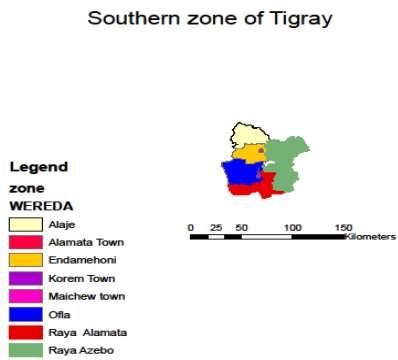 Southern zone of Tigray
Legend
zone
WEREDA
Alaje
Alamata Town
Endamehoni
Korem Town
Maichew town
Ofla
Raya Alamata
Raya Azebo
0 25 50 100 150
Kilometers